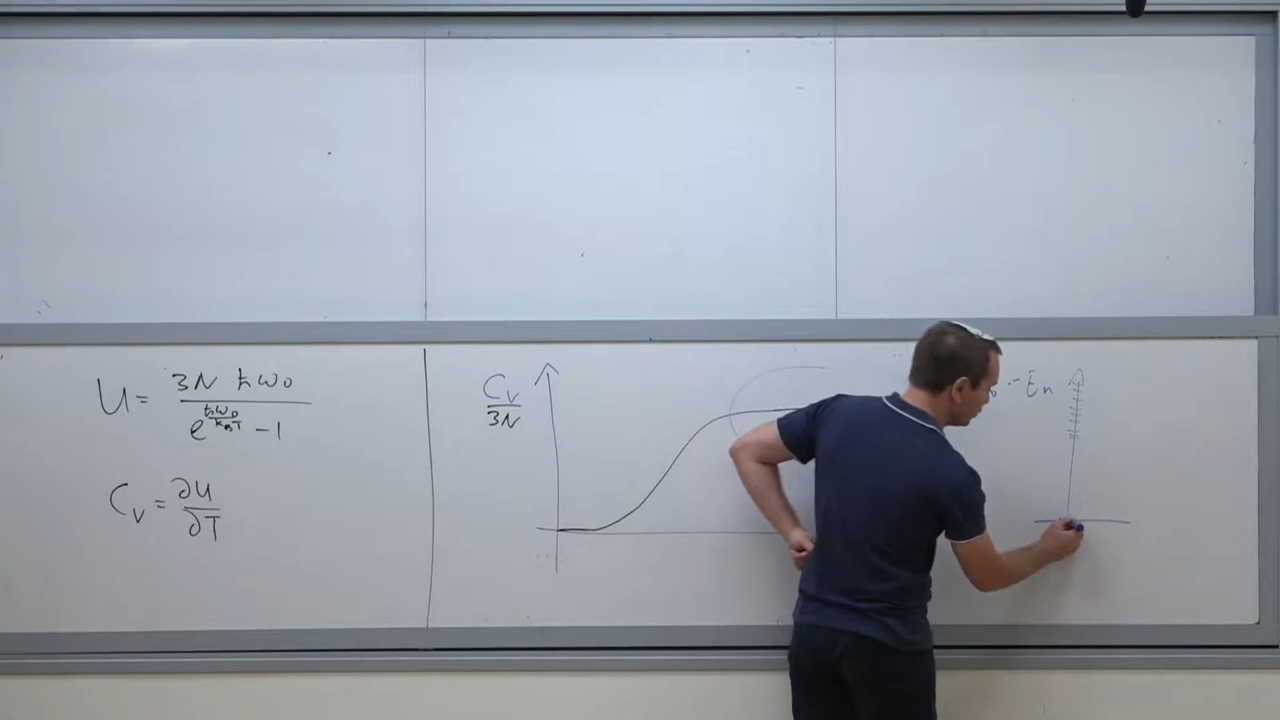 U = 3N ħω₀ / (e^(ħω₀/k_BT) − 1)
C_V = ∂U/∂T
C_V/3N
E_n